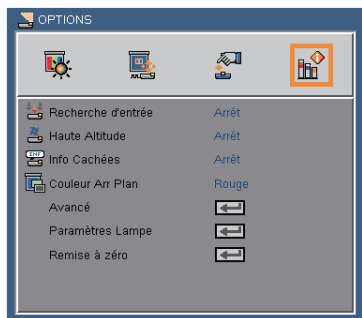 OPTIONS
Recherche d'entrée Arrêt
Haute Altitude Arrêt
INF Info Cachées Arrêt
Couleur Arr Plan Rouge
Avancé
Paramètres Lampe
Remise à zéro